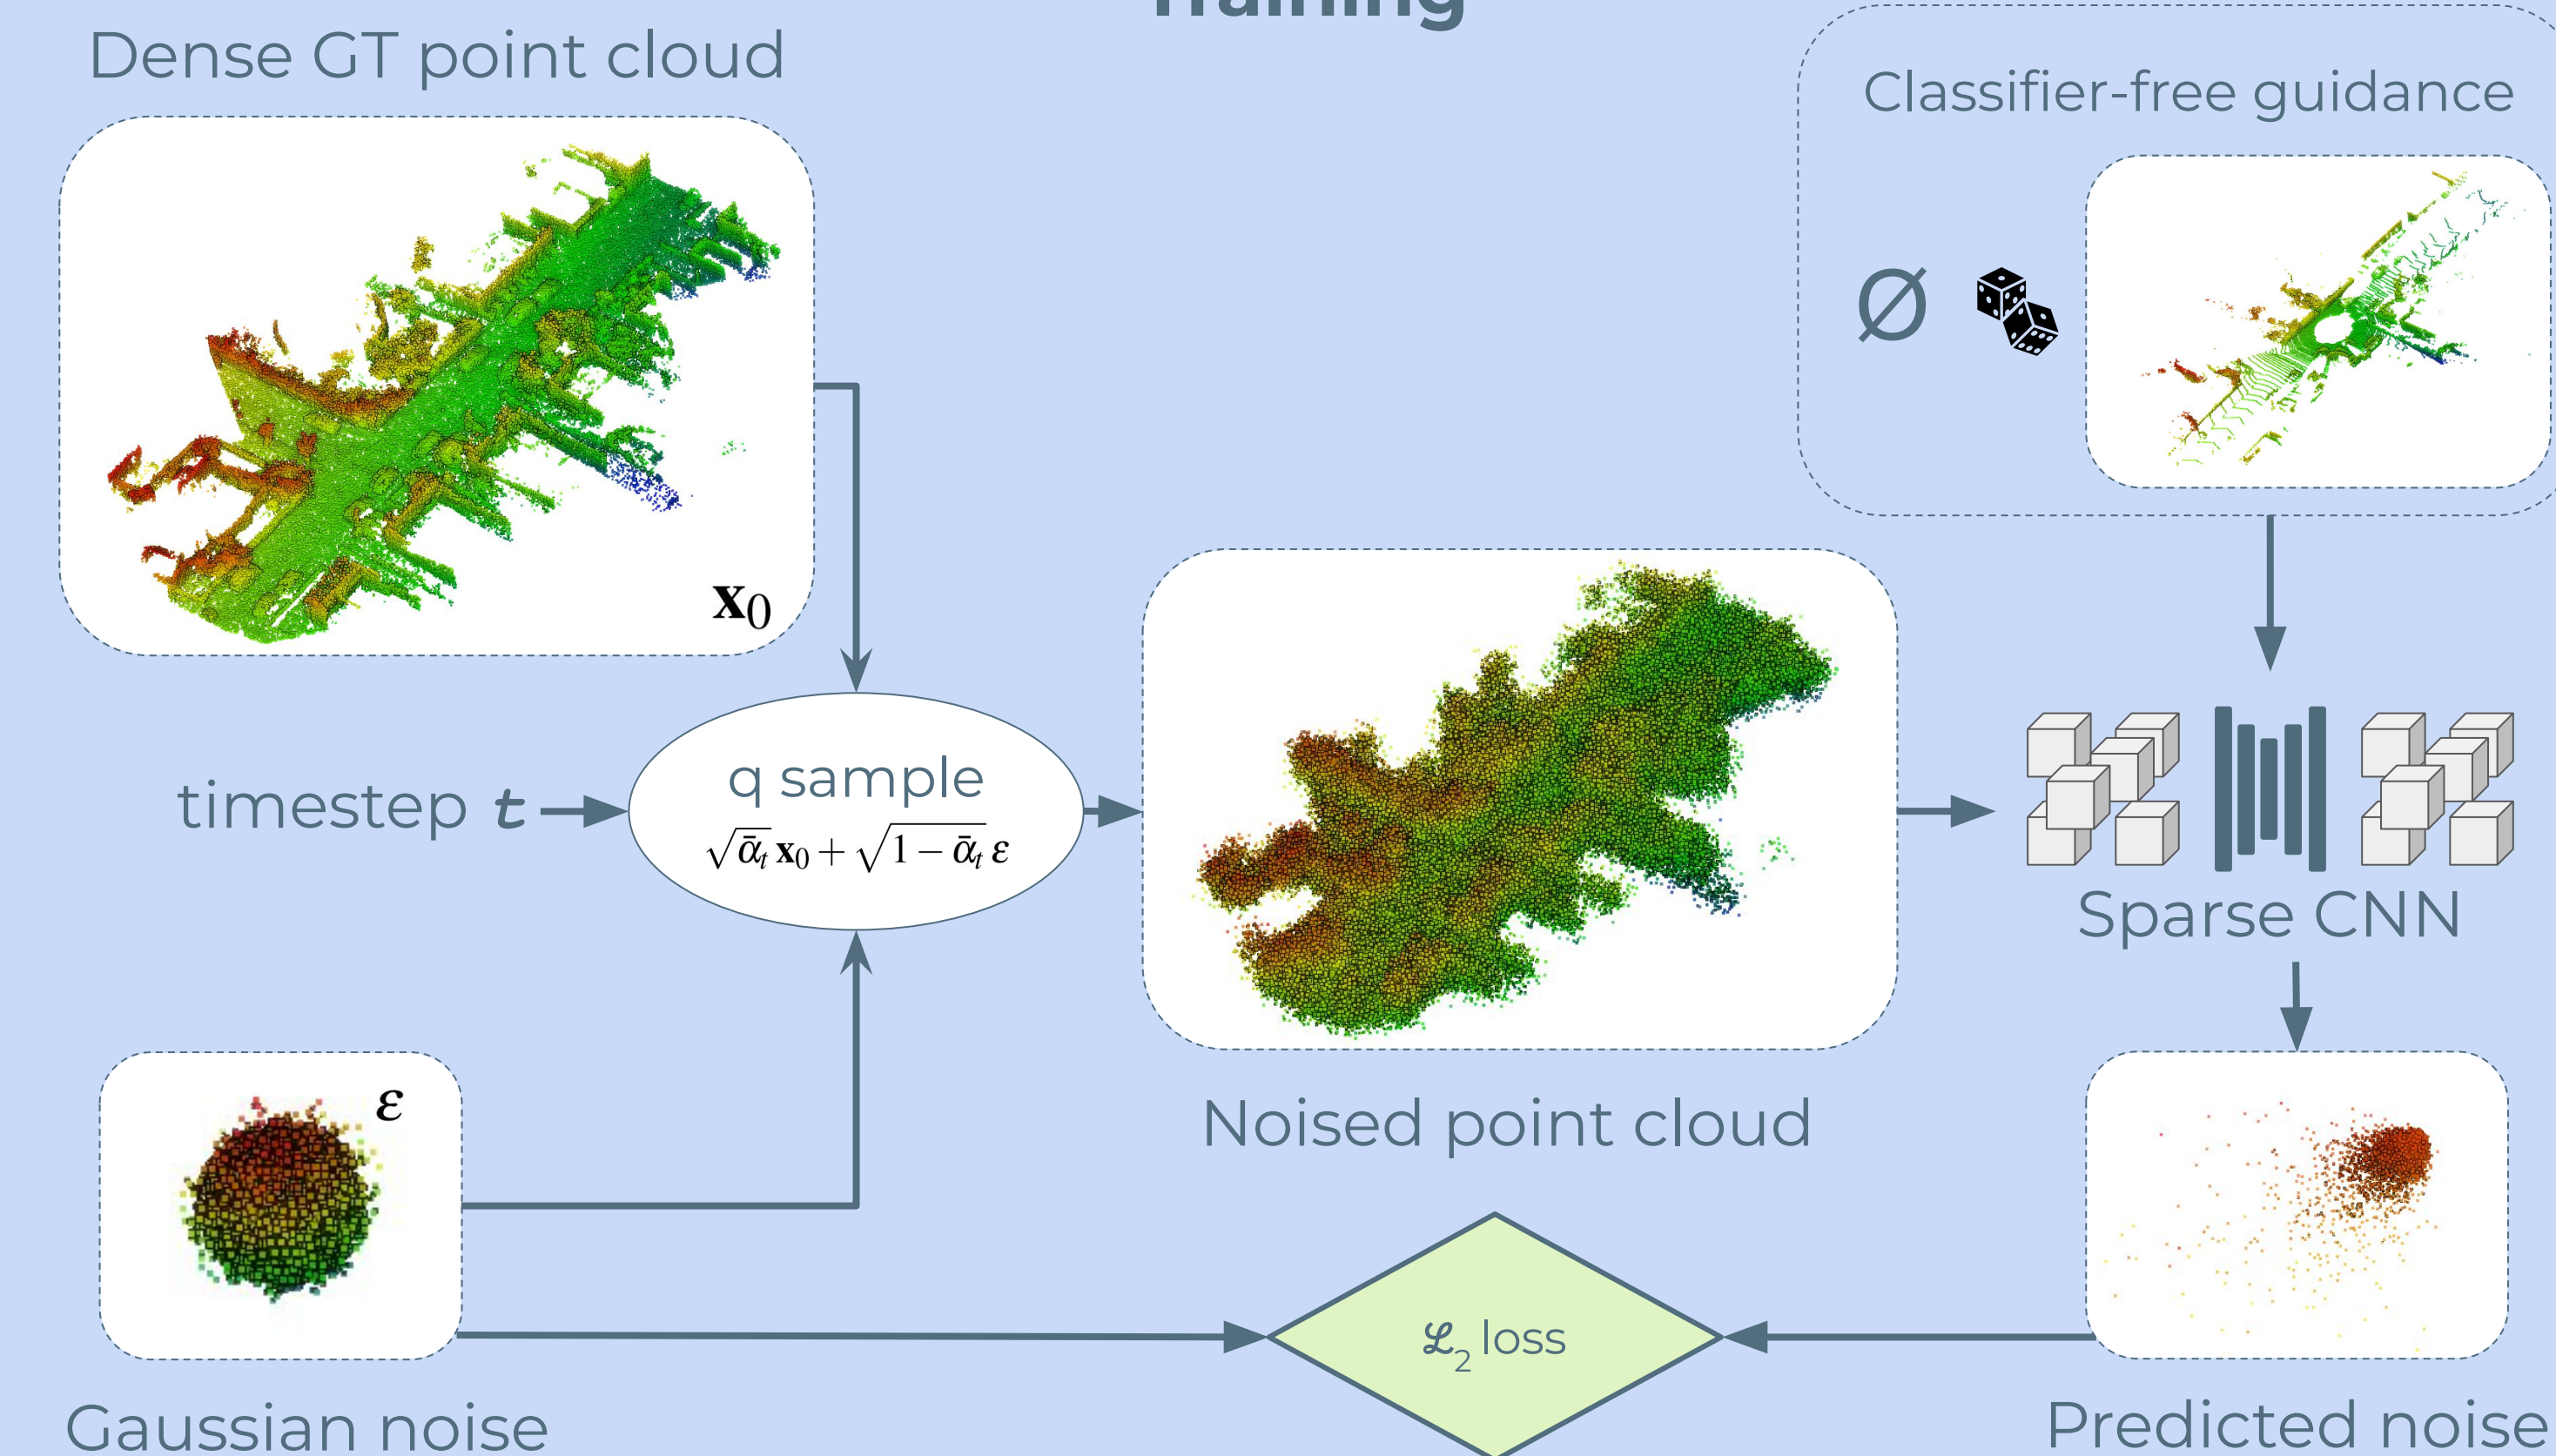 Training
Dense GT point cloud
Classifier-free guidance
Ø
x₀
timestep t
q sample
√ᾱₜ x₀ + √1 − ᾱₜ ε
Sparse CNN
ε
Noised point cloud
ℒ₂ loss
Gaussian noise
Predicted noise